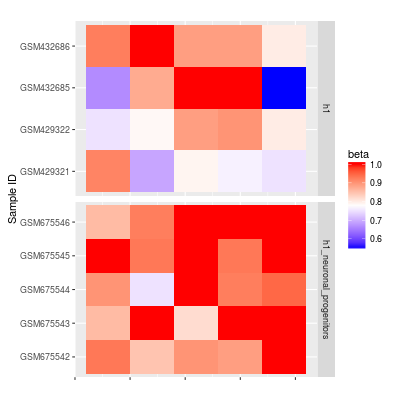 GSM432686
GSM432685
GSM429322
GSM429321
h1
GSM675546
GSM675545
GSM675544
GSM675543
GSM675542
h1_neuronal_progenitors
Sample ID
beta
1.0
0.9
0.8
0.7
0.6